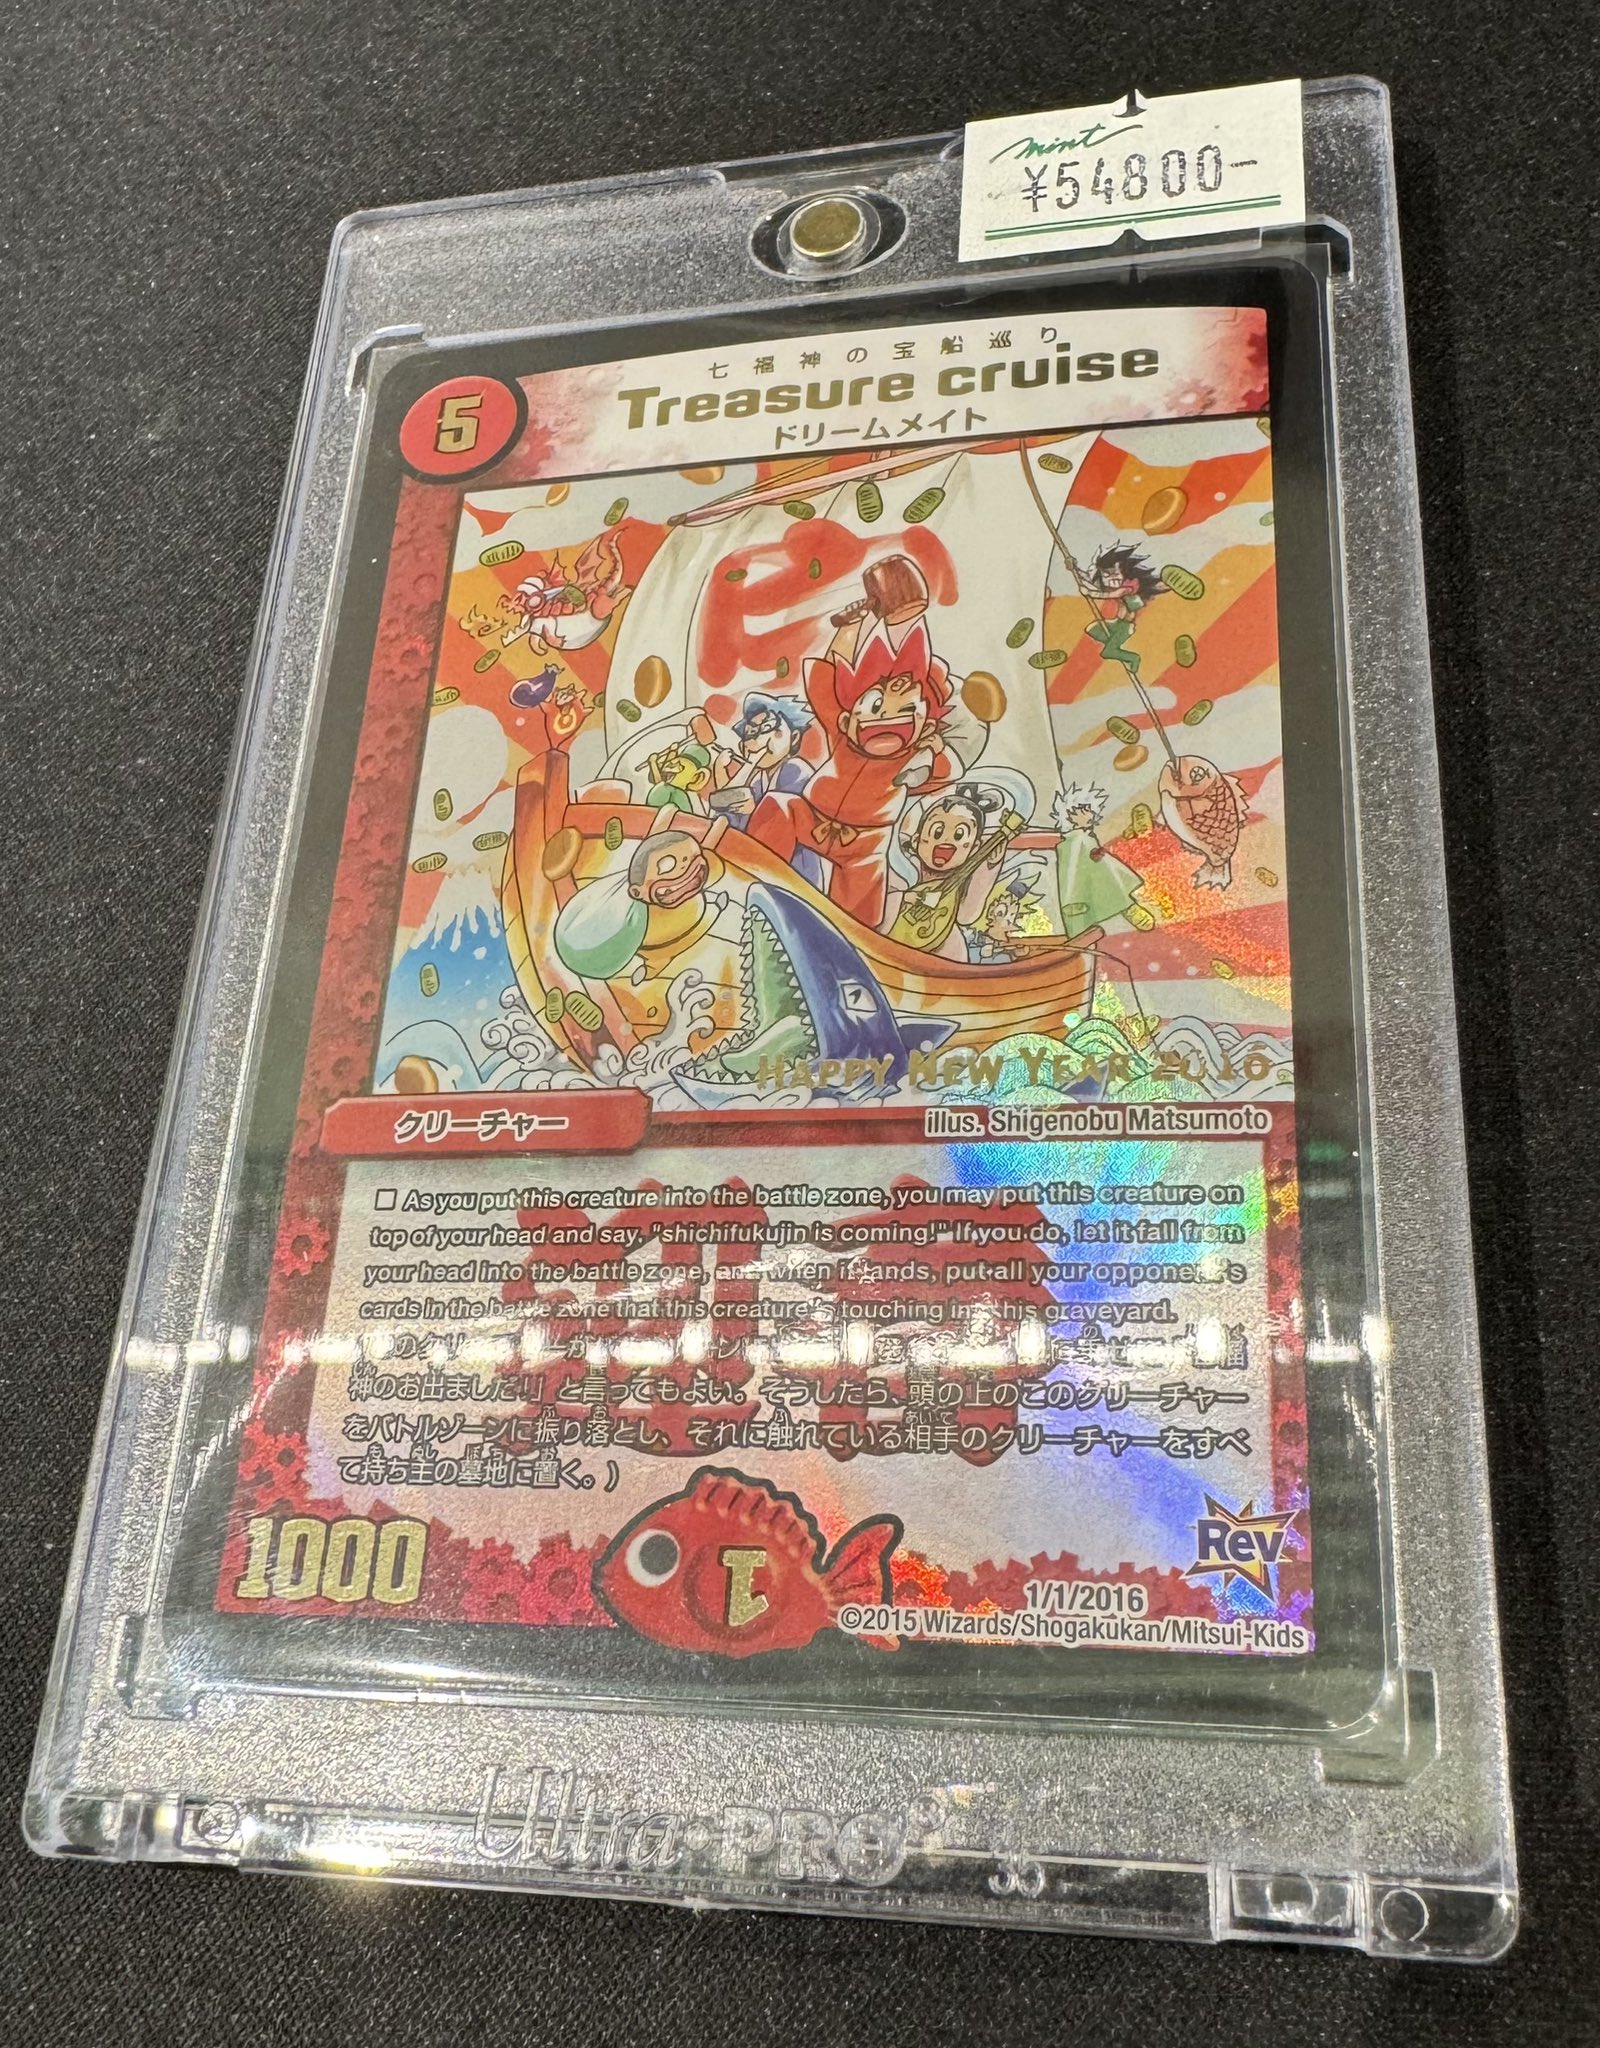 mint
¥54800-
5
七福神の宝船巡り
Treasure cruise
ドリームメイト
宝
HAPPY NEW YEAR 2016
クリーチャー
illus. Shigenobu Matsumoto
■ As you put this creature into the battle zone, you may put this creature on
top of your head and say, "shichifukujin is coming!" If you do, let it fall from
your head into the battle zone, and when it lands, put all your opponent's
cards in the battle zone that this creature is touching into his graveyard.
神のお出ましだ!」と言ってもよい。そうしたら、頭の上のこのクリーチャー
をバトルゾーンに振り落とし、それに触れている相手のクリーチャーをすべ
て持ち主の墓地に置く。)
1000
1
Rev
1/1/2016
©2015 Wizards/Shogakukan/Mitsui-Kids
Ultra•PRO®
35